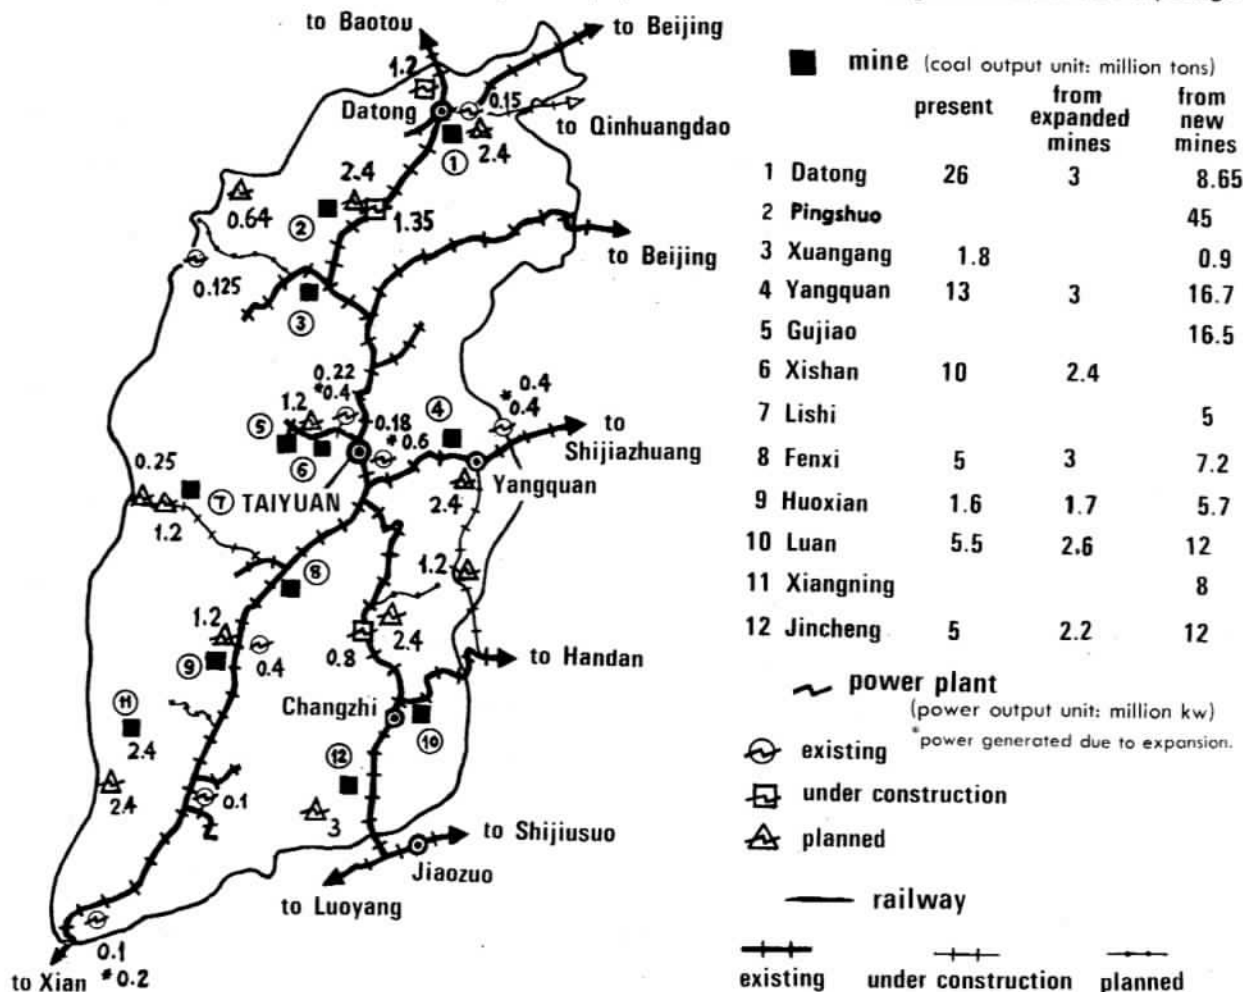 to Baotou
to Beijing
1.2
Datong
0.15
to Qinhuangdao
1
2.4
2.4
0.64
2
1.35
to Beijing
0.125
3
0.22
*0.4
1.2
5
0.18
4
0.4
*0.4
to
Shijiazhuang
*0.6
6
0.25
7 TAIYUAN
Yangquan
2.4
1.2
8
1.2
1.2
2.4
0.8
9
0.4
to Handan
11
Changzhi
10
2.4
12
2.4
0.1
3
to Shijiusuo
Jiaozuo
to Luoyang
0.1
to Xian *0.2
mine (coal output unit: million tons)
present from expanded mines from new mines
1 Datong 26 3 8.65
2 Pingshuo 45
3 Xuangang 1.8 0.9
4 Yangquan 13 3 16.7
5 Gujiao 16.5
6 Xishan 10 2.4
7 Lishi 5
8 Fenxi 5 3 7.2
9 Huoxian 1.6 1.7 5.7
10 Luan 5.5 2.6 12
11 Xiangning 8
12 Jincheng 5 2.2 12
power plant
(power output unit: million kw)
*power generated due to expansion.
existing
under construction
planned
railway
existing under construction planned